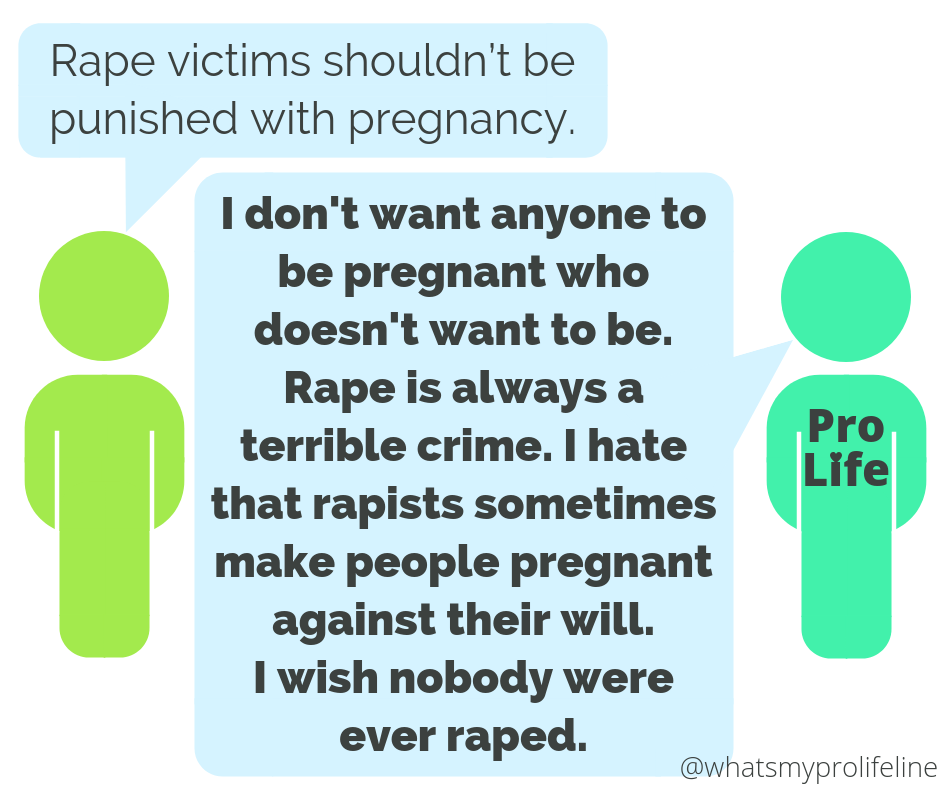 Rape victims shouldn't be
punished with pregnancy.
I don't want anyone to
be pregnant who
doesn't want to be.
Rape is always a
terrible crime. I hate
that rapists sometimes
make people pregnant
against their will.
I wish nobody were
ever raped.
Pro
Life
@whatsmyprolifeline